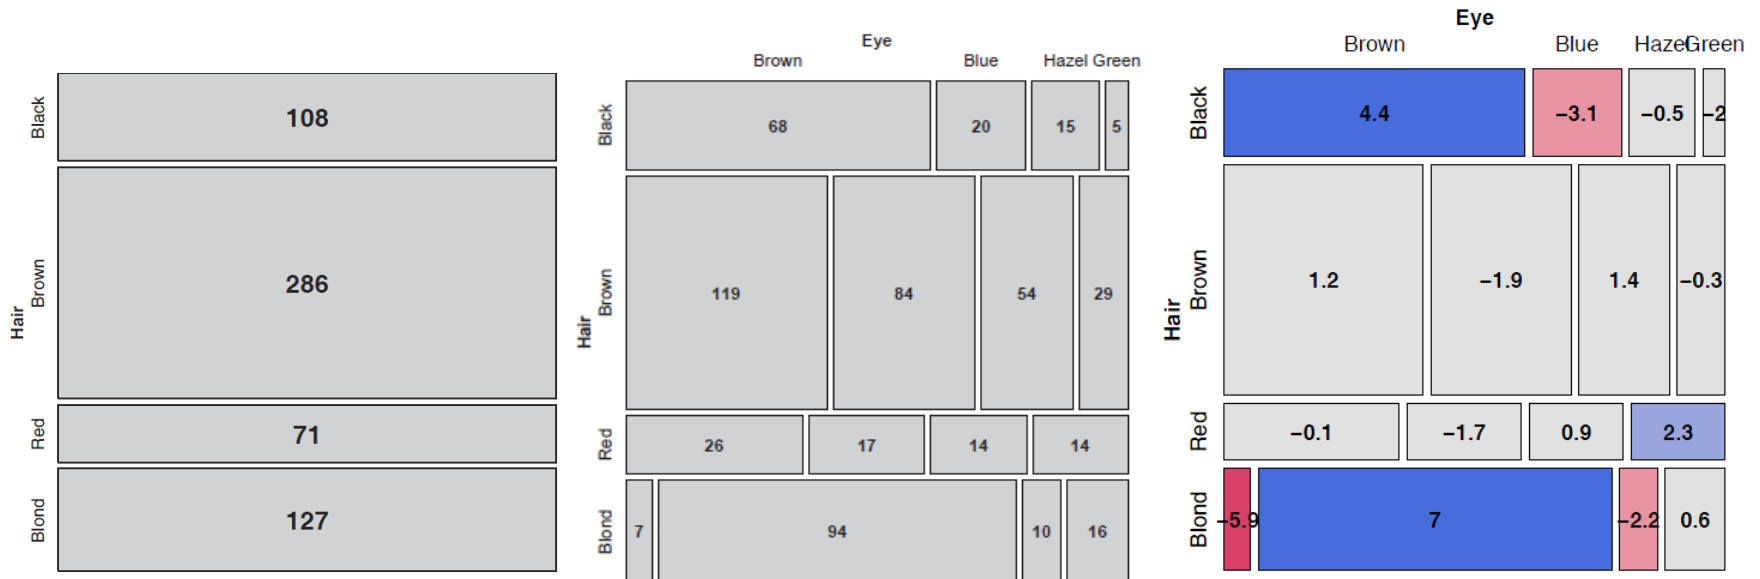 Black
108
Brown
286
Hair
Red
71
Blond
127
Eye
Brown Blue Hazel Green
Black
68 20 15 5
Brown
119 84 54 29
Hair
Red
26 17 14 14
Blond
7 94 10 16
Eye
Brown Blue Hazel Green
Black
4.4 −3.1 −0.5 −2
Brown
1.2 −1.9 1.4 −0.3
Hair
Red
−0.1 −1.7 0.9 2.3
Blond
−5.9 7 −2.2 0.6